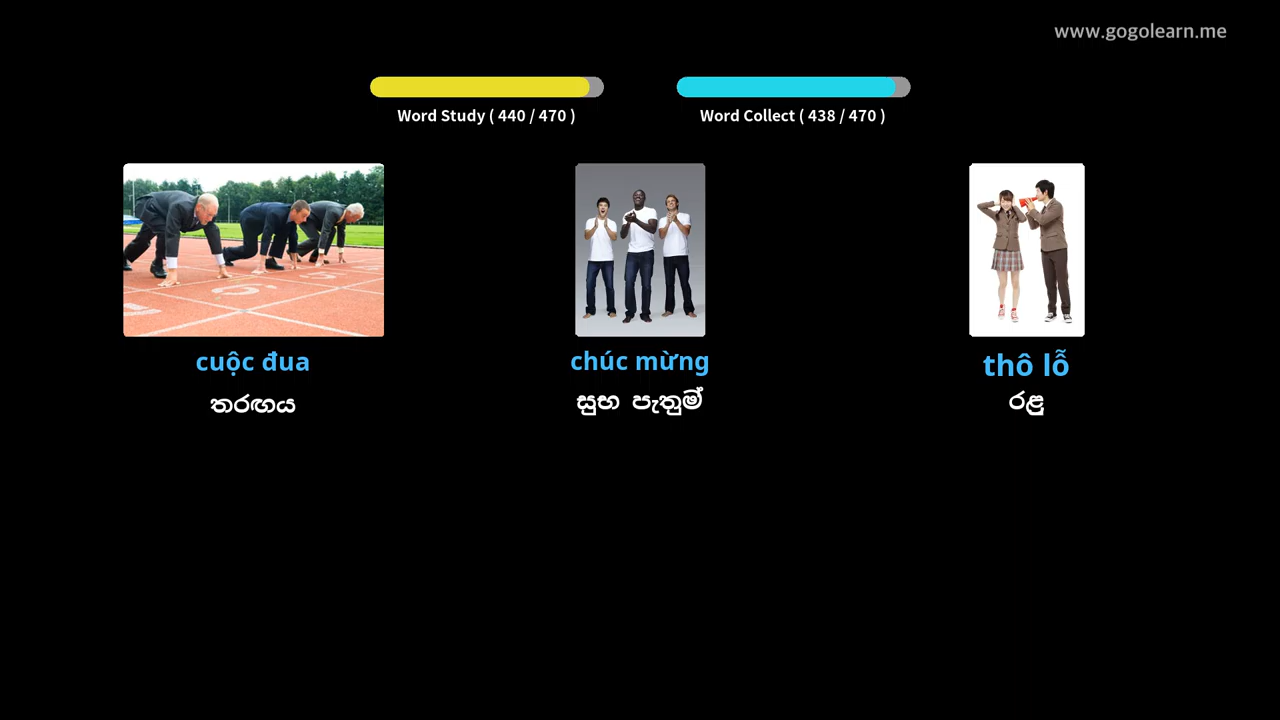 www.gogolearn.me
Word Study ( 440 / 470 )
Word Collect ( 438 / 470 )
cuộc đua
chúc mừng
thô lỗ
තරඟය
සුභ පැතුම්
රළු